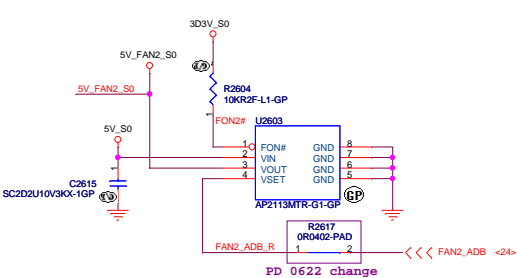 3D3V_S0
5V_FAN2_S0
5V_FAN2_S0
R2604
10KR2F-L1-GP
1
FON2#
U2603
5V_S0
1 FON# GND 8
2 VIN GND 7
3 VOUT GND 6
4 VSET GND 5
GP
AP2113MTR-G1-GP
1
C2615
SC2D2U10V3KX-1GP
R2617
0R0402-PAD
FAN2_ADB_R 1 2 FAN2_ADB <24>
PD 0622 change